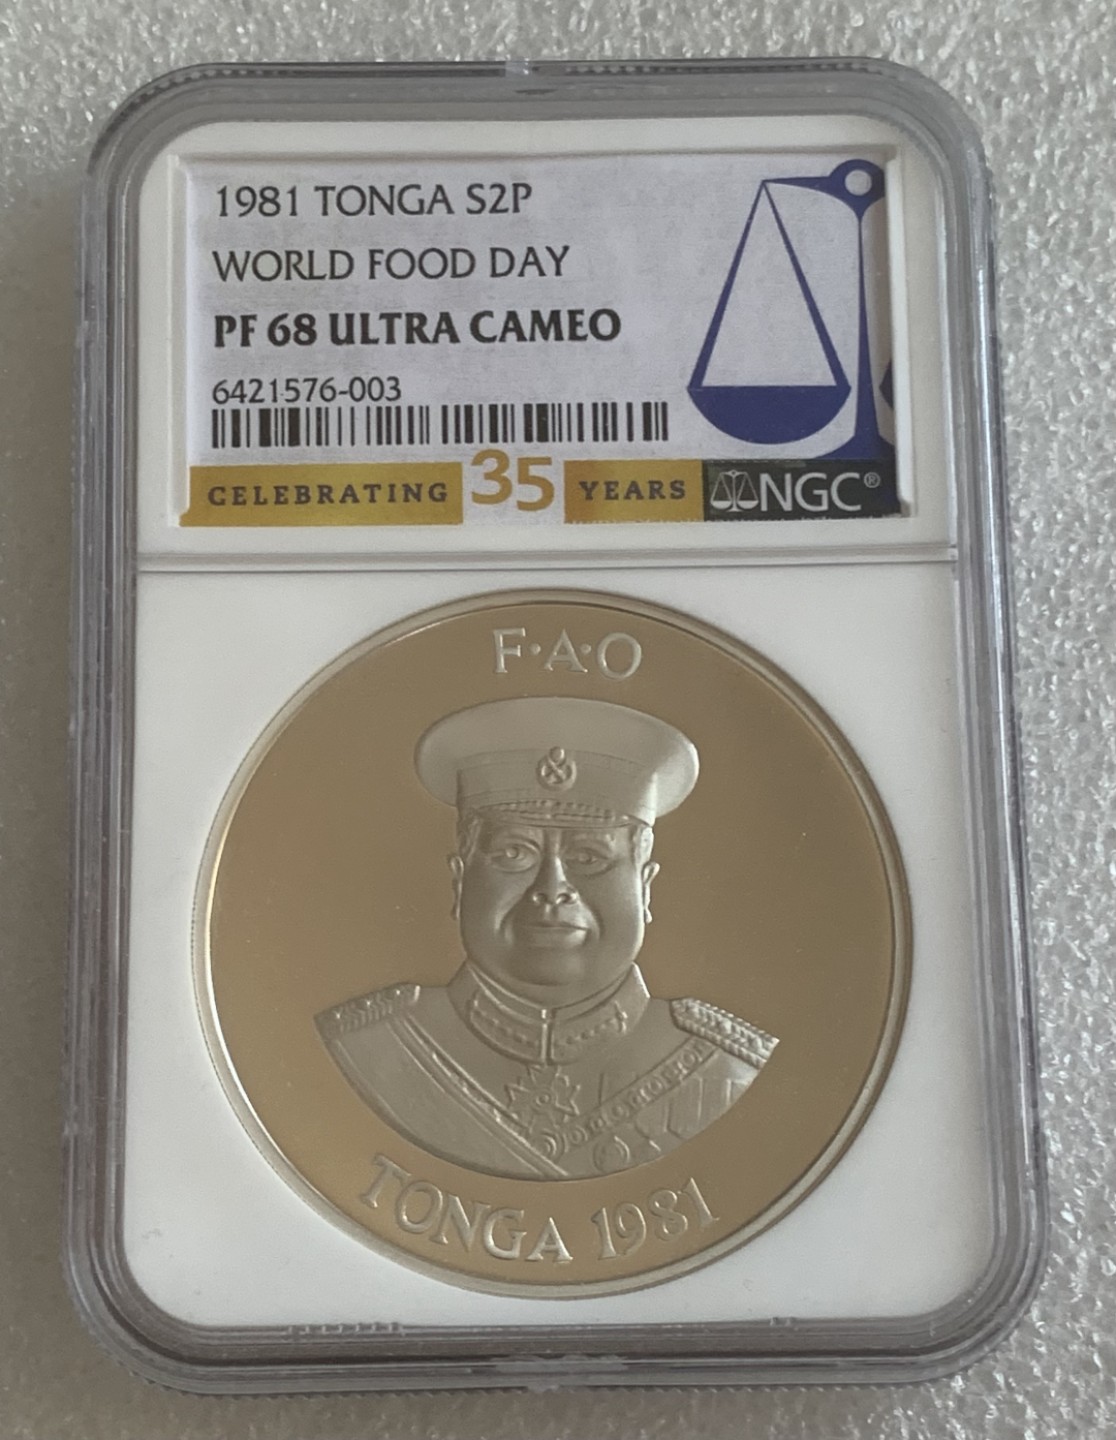 1981 TONGA S2P
WORLD FOOD DAY
PF 68 ULTRA CAMEO
6421576-003
CELEBRATING 35 YEARS NGC®
F·A·O
TONGA 1981